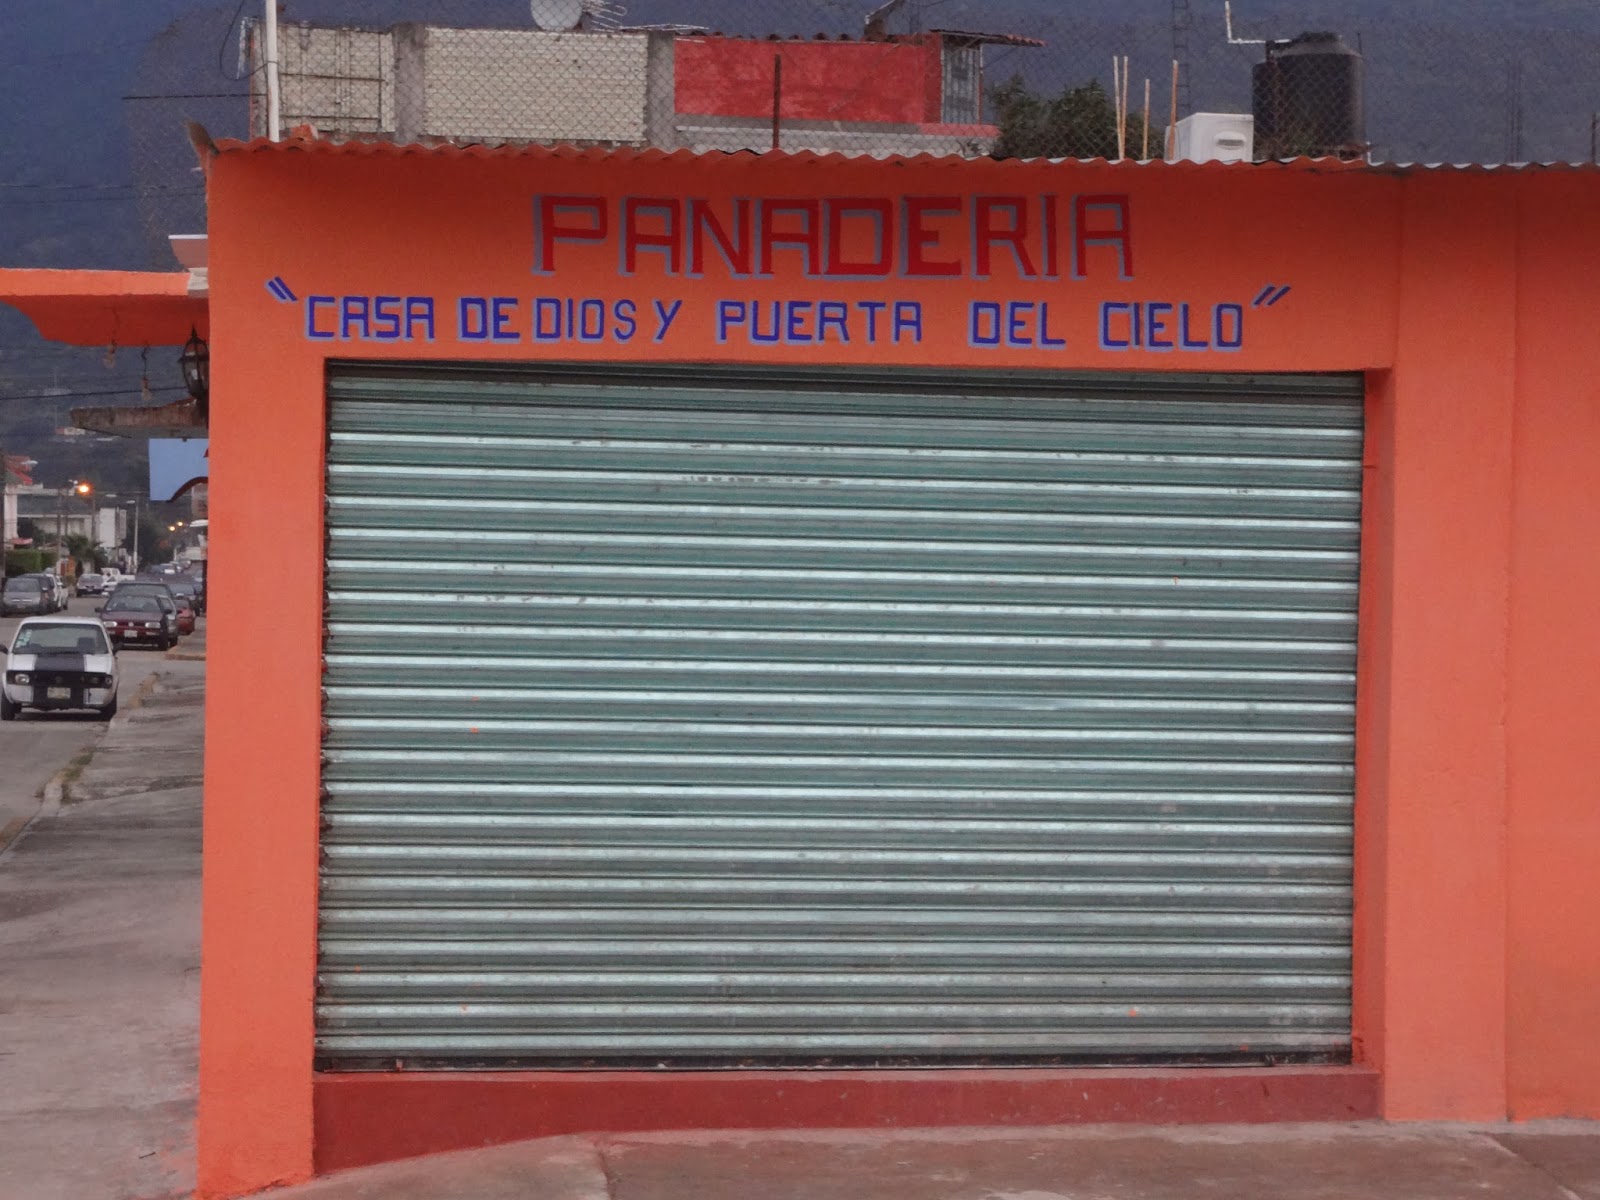 PANADERIA
"CASA DE DIOS Y PUERTA DEL CIELO"